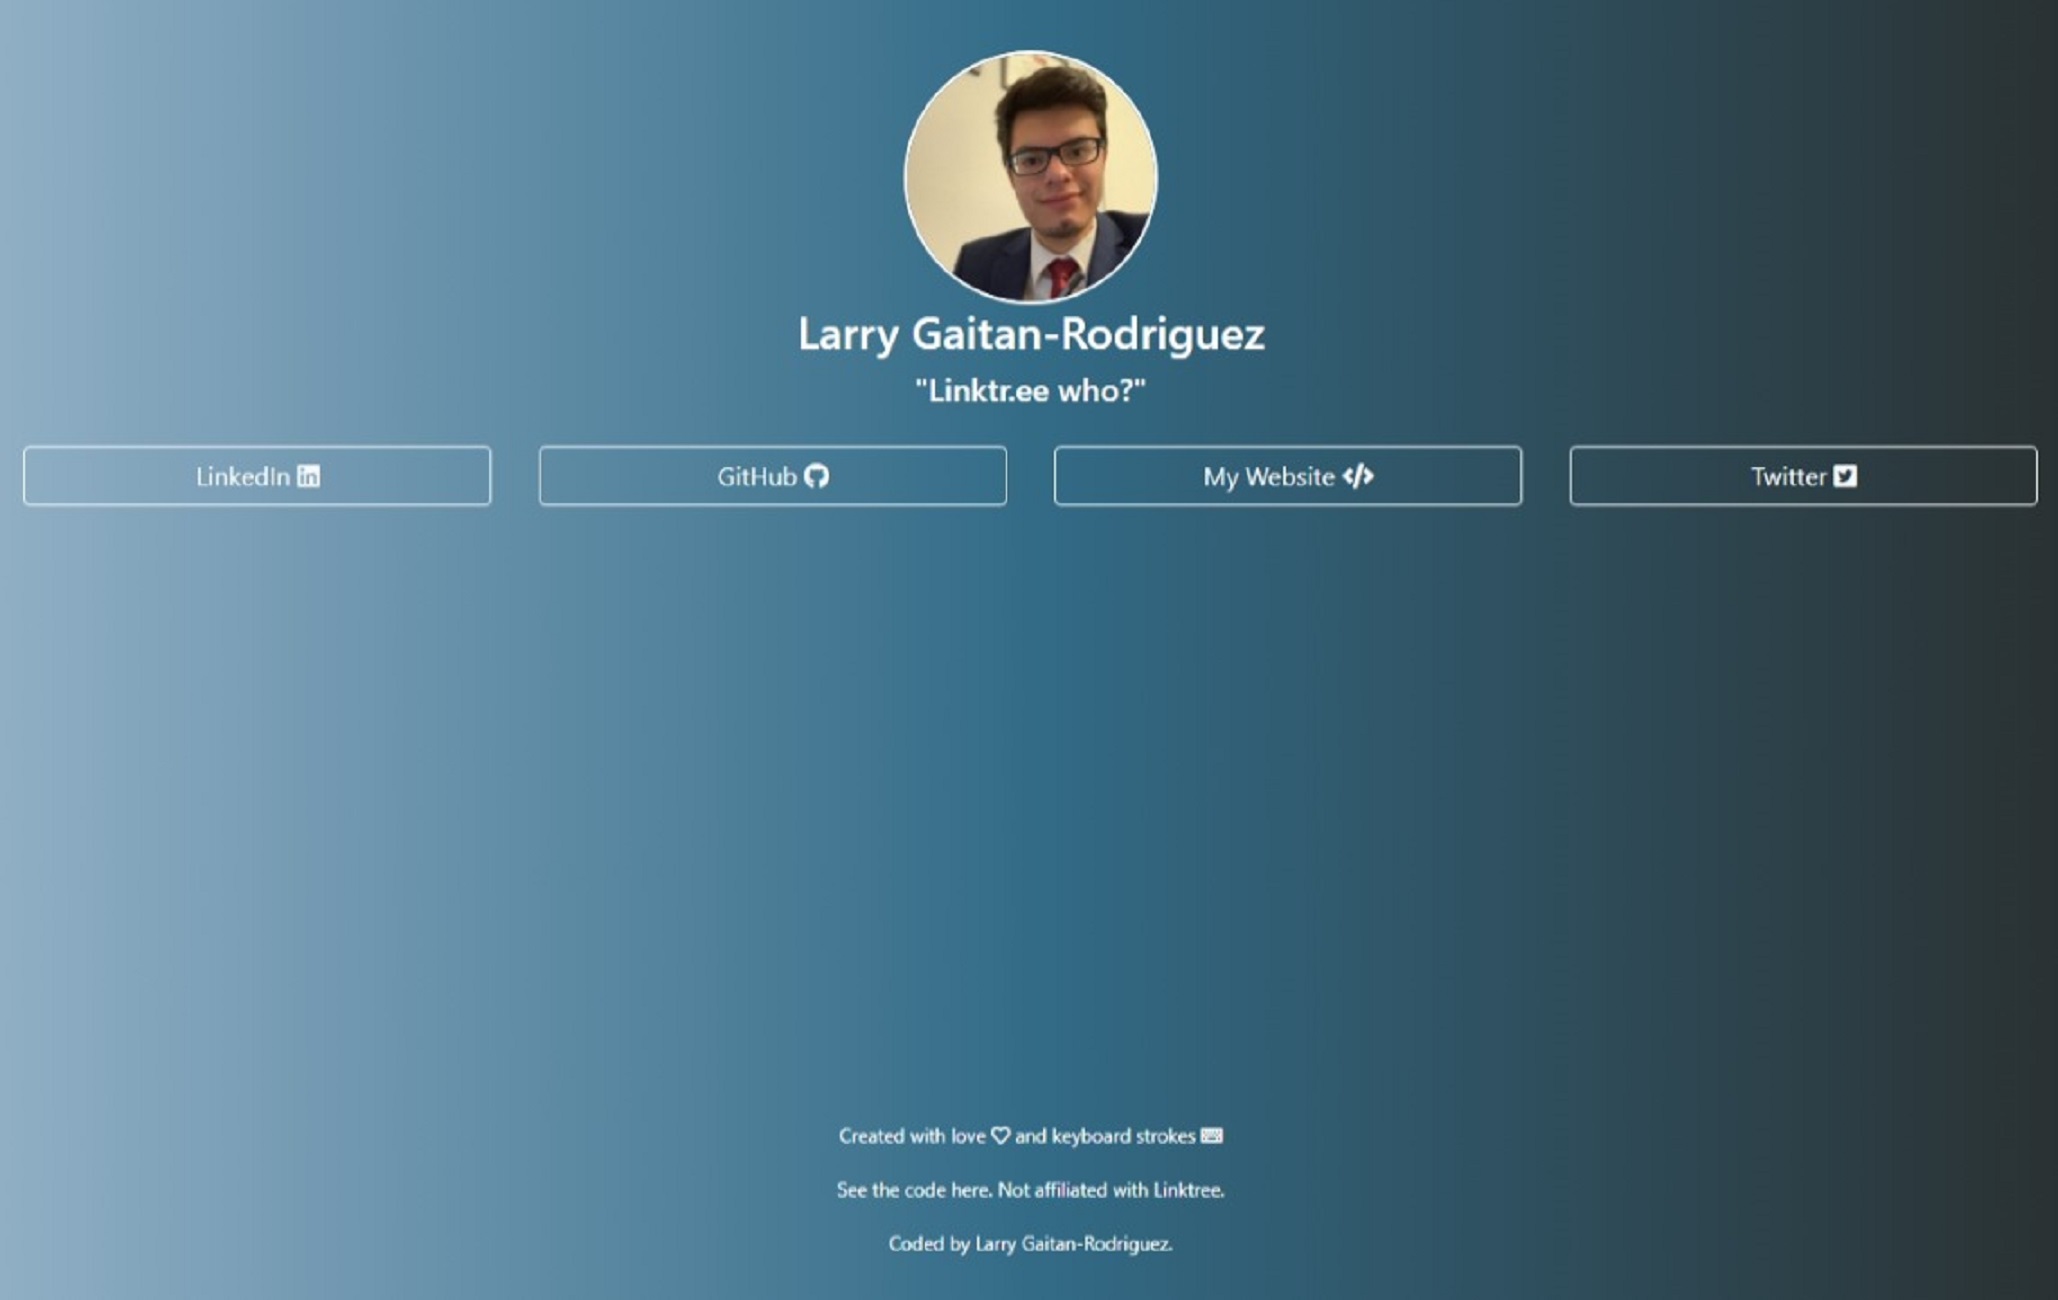 Larry Gaitan-Rodriguez
"Linktr.ee who?"
LinkedIn
GitHub
My Website
Twitter
Created with love and keyboard strokes
See the code here. Not affiliated with Linktree.
Coded by Larry Gaitan-Rodriguez.